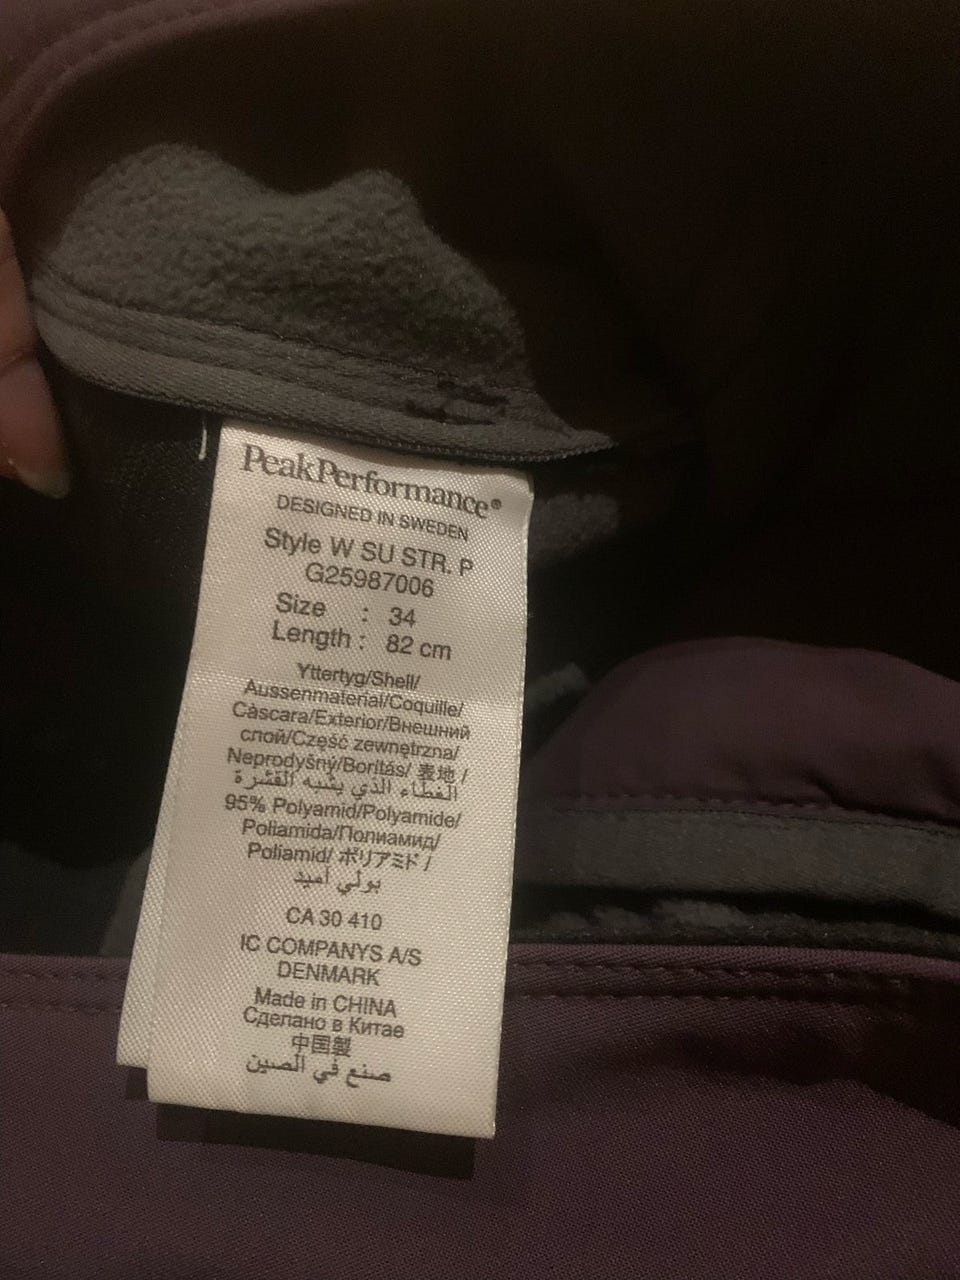 PeakPerformance®
DESIGNED IN SWEDEN
Style W SU STR. P
G25987006
Size : 34
Length : 82 cm
Yttertyg/Shell/
Aussenmaterial/Coquille/
Càscara/Exterior/Внешний
слой/Część zewnętrzna/
Neprodyšný/Borítás/ 表地 /
الغطاء الذي يشبه القشرة
95% Polyamid/Polyamide/
Poliamida/Полиамид/
Poliamid/ ポリアミド /
بولي أميد
CA 30 410
IC COMPANYS A/S
DENMARK
Made in CHINA
Сделано в Китае
中国製
صنع في الصين